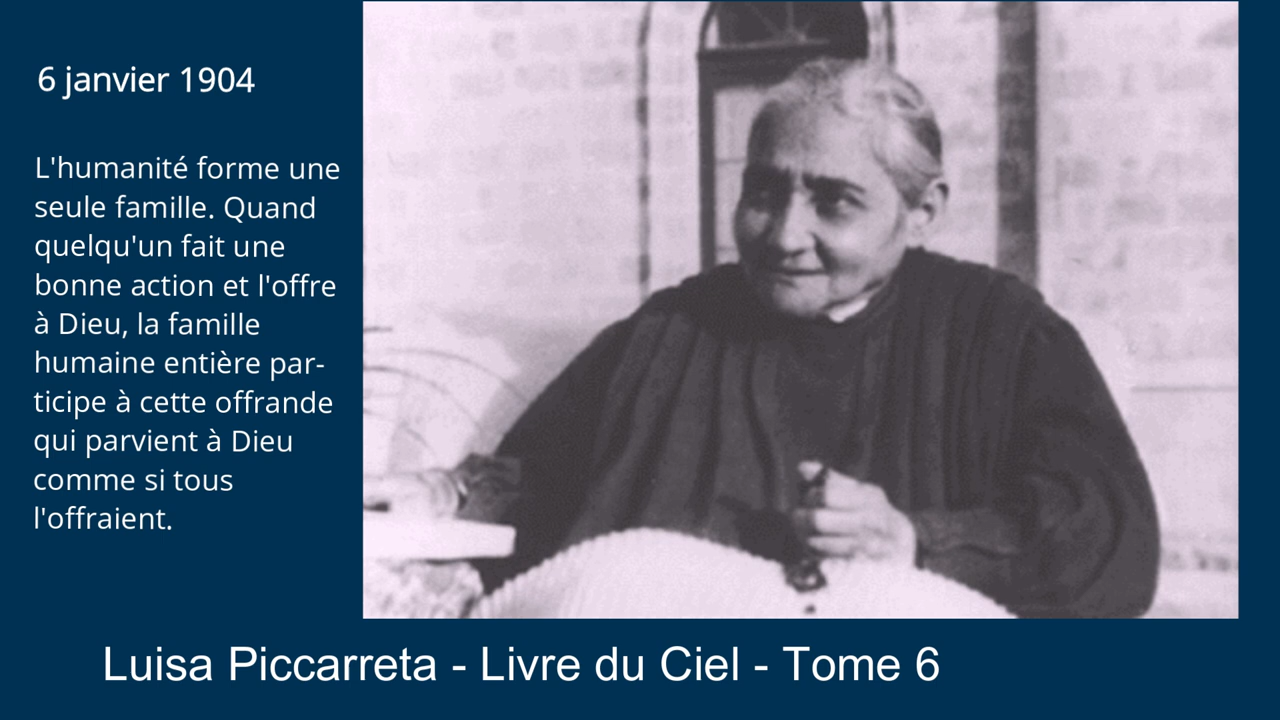 6 janvier 1904
L'humanité forme une
seule famille. Quand
quelqu'un fait une
bonne action et l'offre
à Dieu, la famille
humaine entière par-
ticipe à cette offrande
qui parvient à Dieu
comme si tous
l'offraient.
Luisa Piccarreta - Livre du Ciel - Tome 6